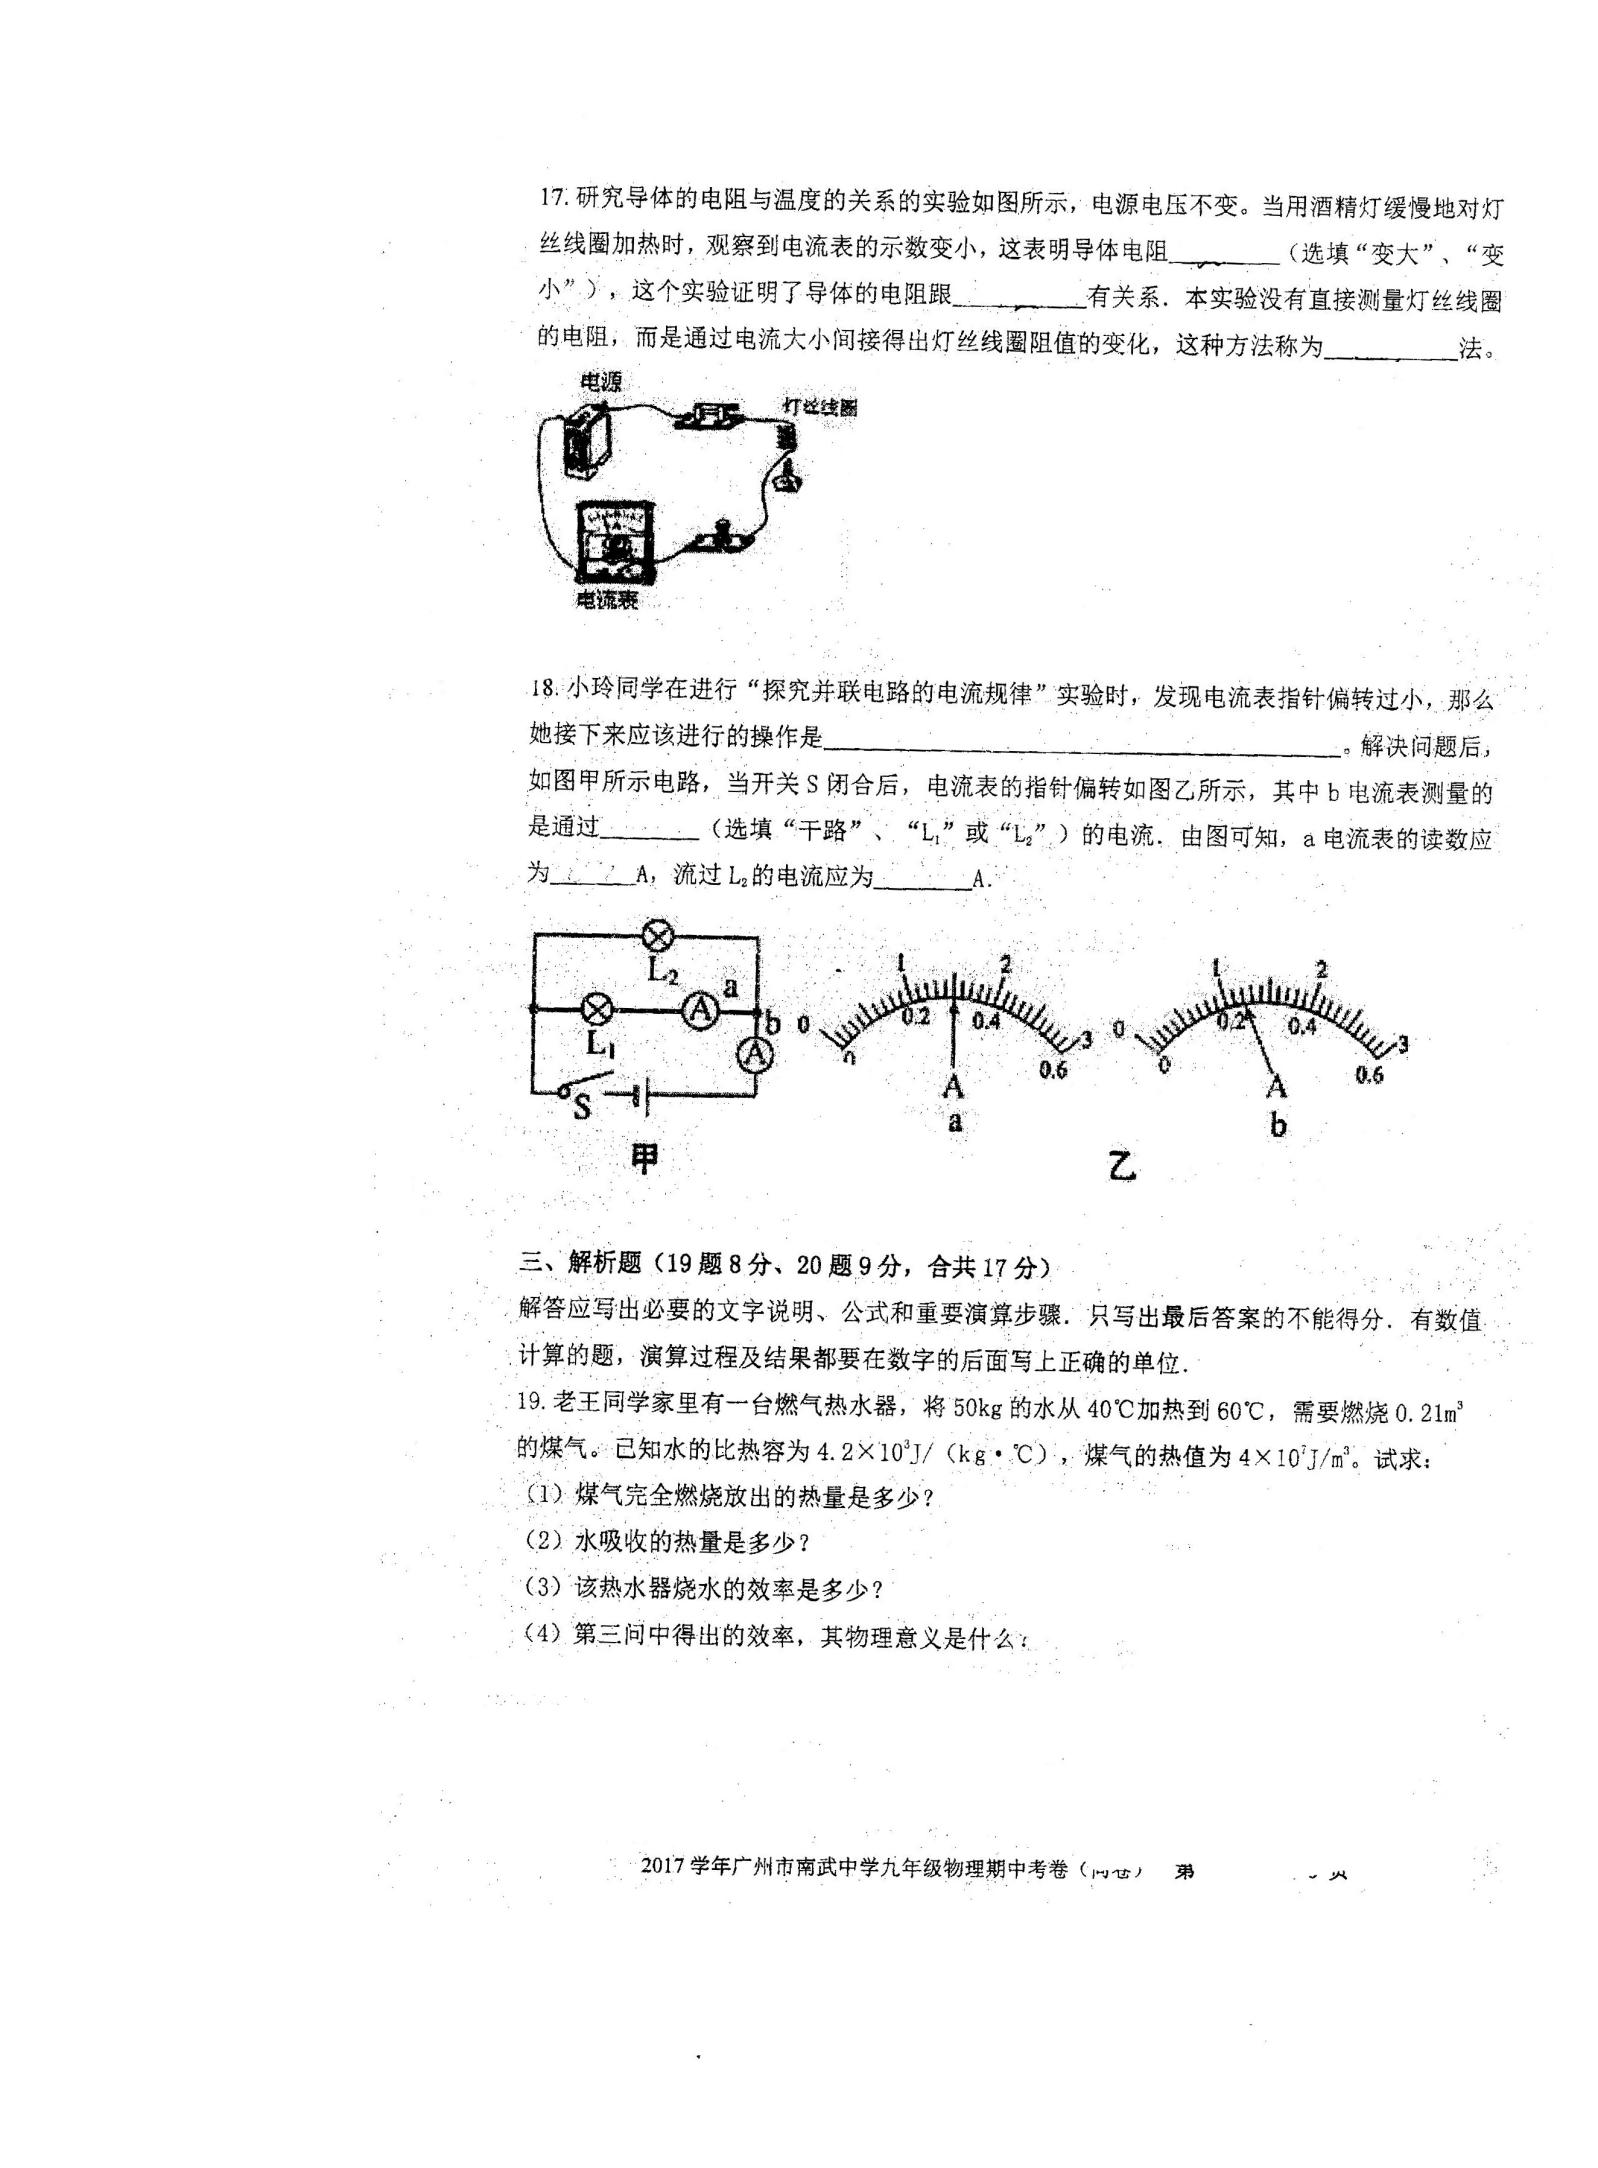 17. 研究导体的电阻与温度的关系的实验如图所示，电源电压不变。当用酒精灯缓慢地对灯
丝线圈加热时，观察到电流表的示数变小，这表明导体电阻________（选填“变大”、“变
小”），这个实验证明了导体的电阻跟__________有关系．本实验没有直接测量灯丝线圈
的电阻，而是通过电流大小间接得出灯丝线圈阻值的变化，这种方法称为__________法。
电源
灯丝线圈
电流表
18. 小玲同学在进行“探究并联电路的电流规律”实验时，发现电流表指针偏转过小，那么
她接下来应该进行的操作是________________________________________。解决问题后，
如图甲所示电路，当开关 S 闭合后，电流表的指针偏转如图乙所示，其中 b 电流表测量的
是通过________（选填“干路”、“L₁”或“L₂”）的电流．由图可知，a 电流表的读数应
为______A，流过 L₂的电流应为________A．
L₂
a
A
b
L₁
A
S
甲
0 1 2 3
0 0.2 0.4 0.6
A
a
0 1 2 3
0 0.2 0.4 0.6
A
b
乙
三、解析题（19 题 8 分、20 题 9 分，合共 17 分）
解答应写出必要的文字说明、公式和重要演算步骤．只写出最后答案的不能得分．有数值
计算的题，演算过程及结果都要在数字的后面写上正确的单位．
19. 老王同学家里有一台燃气热水器，将 50kg 的水从 40℃加热到 60℃，需要燃烧 0.21m³
的煤气。已知水的比热容为 4.2×10³J/（kg·℃），煤气的热值为 4×10⁷J/m³。试求：
（1）煤气完全燃烧放出的热量是多少？
（2）水吸收的热量是多少？
（3）该热水器烧水的效率是多少？
（4）第三问中得出的效率，其物理意义是什么？
2017 学年广州市南武中学九年级物理期中考卷（问卷） 第 页